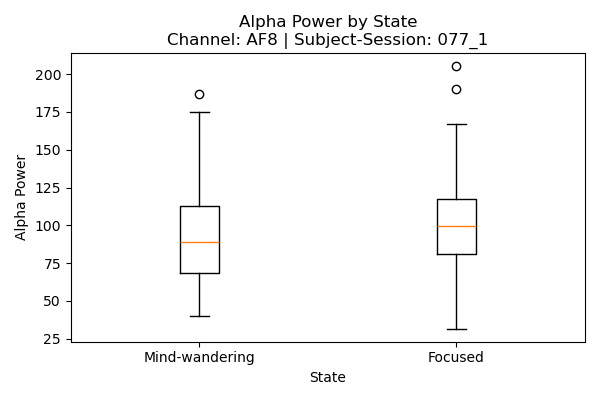 Alpha Power by State
Channel: AF8 | Subject-Session: 077_1
200
175
150
125
100
75
50
25
Alpha Power
Mind-wandering
Focused
State